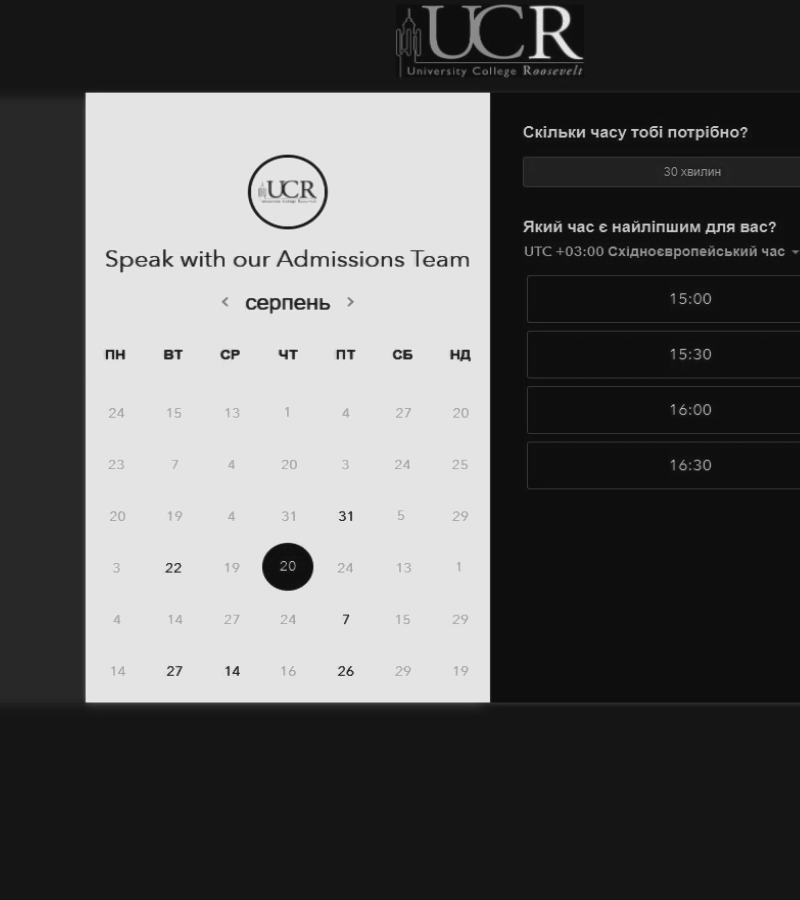 UCR
University College Roosevelt
UCR
Speak with our Admissions Team
< серпень >
ПН ВТ СР ЧТ ПТ СБ НД
24 15 13 1 4 27 20
23 7 4 20 3 24 25
20 19 4 31 31 5 29
3 22 19 20 24 13 1
4 14 27 24 7 15 29
14 27 14 16 26 29 19
Скільки часу тобі потрібно?
30 хвилин
Який час є найліпшим для вас?
UTC +03:00 Східноєвропейський час
15:00
15:30
16:00
16:30